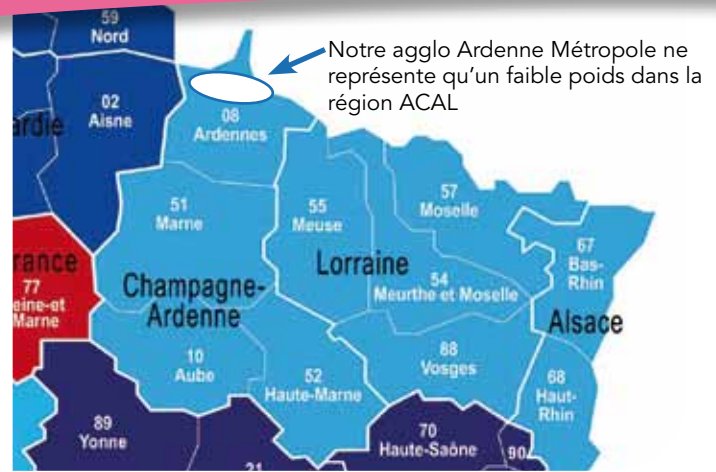 59
Nord
Notre agglo Ardenne Métropole ne
représente qu'un faible poids dans la
région ACAL
02
Aisne
ardie
08
Ardennes
51
Marne
55
Meuse
57
Moselle
67
Bas-
Rhin
Lorraine
rance
77
eine-et
Marne
Champagne-
Ardenne
54
Meurthe et Moselle
Alsace
10
Aube
52
Haute-Marne
88
Vosges
68
Haut-
Rhin
89
Yonne
70
Haute-Saône
90
21